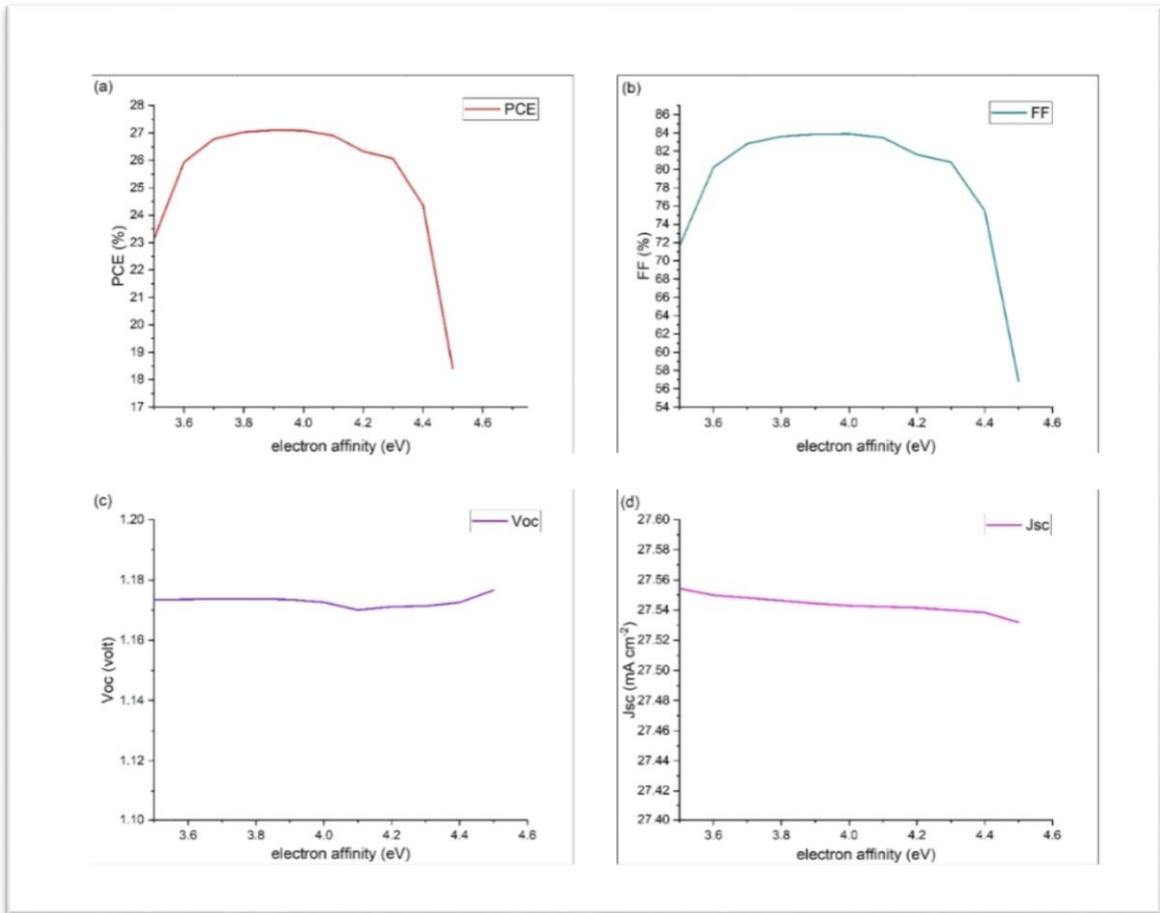 (a)
PCE
28
27
26
25
24
23
22
21
20
19
18
17
PCE (%)
3.6 3.8 4.0 4.2 4.4 4.6
electron affinity (eV)
(b)
FF
86
84
82
80
78
76
74
72
70
68
66
64
62
60
58
56
54
FF (%)
3.6 3.8 4.0 4.2 4.4 4.6
electron affinity (eV)
(c)
Voc
1.20
1.18
1.16
1.14
1.12
1.10
Voc (volt)
3.6 3.8 4.0 4.2 4.4 4.6
electron affinity (eV)
(d)
Jsc
27.60
27.58
27.56
27.54
27.52
27.50
27.48
27.46
27.44
27.42
27.40
Jsc (mA cm⁻²)
3.6 3.8 4.0 4.2 4.4 4.6
electron affinity (eV)